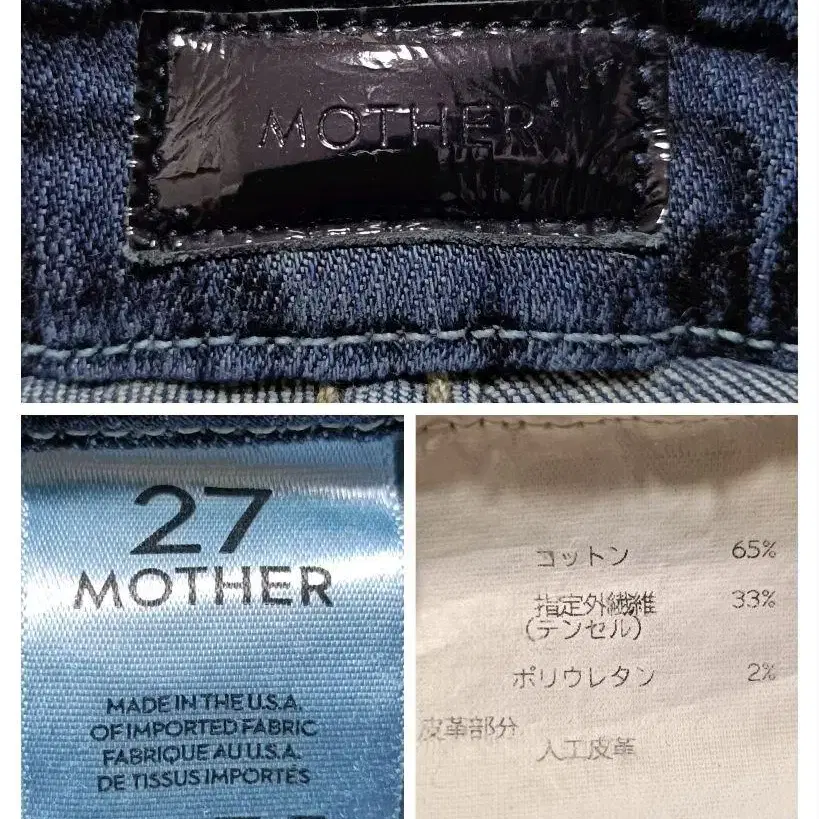 MOTHER
27
MOTHER
MADE IN THE U.S.A.
OF IMPORTED FABRIC
FABRIQUE AU U.S.A.
DE TISSUS IMPORTÉS
コットン 65%
指定外繊維 33%
(テンセル)
ポリウレタン 2%
皮革部分
人工皮革